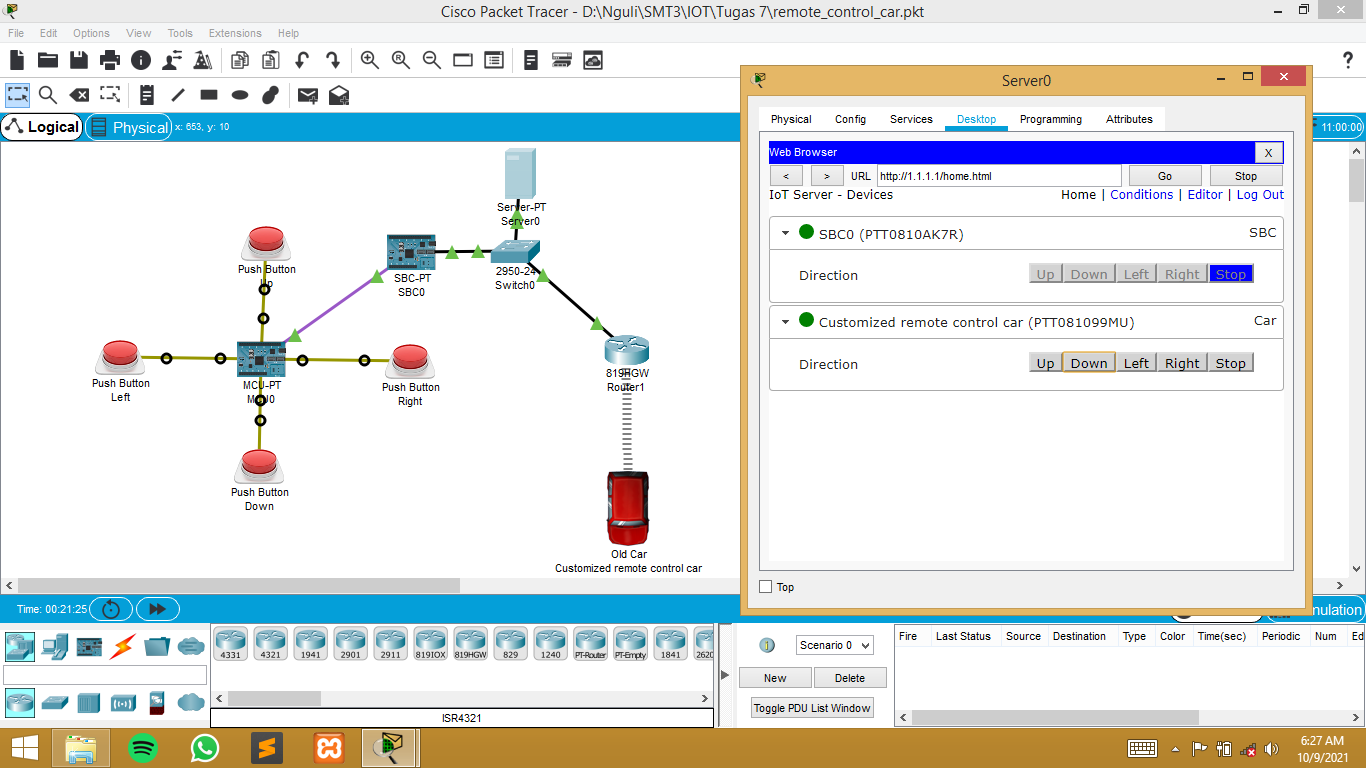 Cisco Packet Tracer - D:\Nguli\SMT3\IOT\Tugas 7\remote_control_car.pkt
File Edit Options View Tools Extensions Help
Logical Physical x: 653, y: 10
11:00:00
Server-PT
Server0
Push Button
Up
SBC-PT
SBC0
2950-24
Switch0
Push Button
Left
MCU-PT
MCU0
Push Button
Right
819HGW
Router1
Push Button
Down
Old Car
Customized remote control car
Server0
Physical Config Services Desktop Programming Attributes
Web Browser X
< > URL http://1.1.1.1/home.html Go Stop
IoT Server - Devices Home | Conditions | Editor | Log Out
SBC0 (PTT0810AK7R) SBC
Direction Up Down Left Right Stop
Customized remote control car (PTT081099MU) Car
Direction Up Down Left Right Stop
Top
Time: 00:21:25
4331 4321 1941 2901 2911 819IOX 819HGW 829 1240 PT-Router PT-Empty 1841 2620
ISR4321
Scenario 0
New Delete
Toggle PDU List Window
Fire Last Status Source Destination Type Color Time(sec) Periodic Num Ed
6:27 AM
10/9/2021